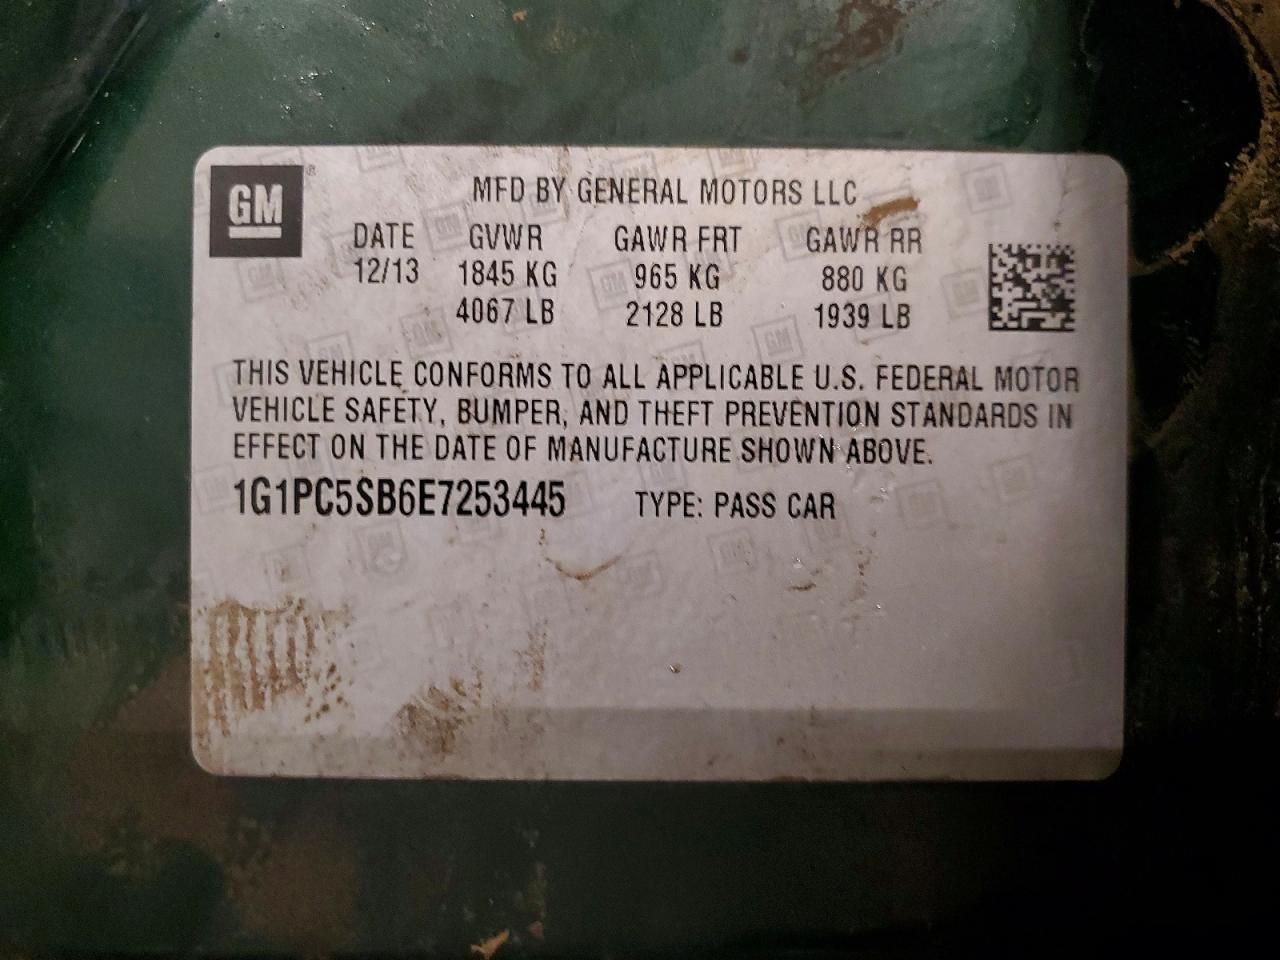 GM
MFD BY GENERAL MOTORS LLC
DATE GVWR GAWR FRT GAWR RR
12/13 1845 KG 965 KG 880 KG
4067 LB 2128 LB 1939 LB
THIS VEHICLE CONFORMS TO ALL APPLICABLE U.S. FEDERAL MOTOR
VEHICLE SAFETY, BUMPER, AND THEFT PREVENTION STANDARDS IN
EFFECT ON THE DATE OF MANUFACTURE SHOWN ABOVE.
1G1PC5SB6E7253445 TYPE: PASS CAR